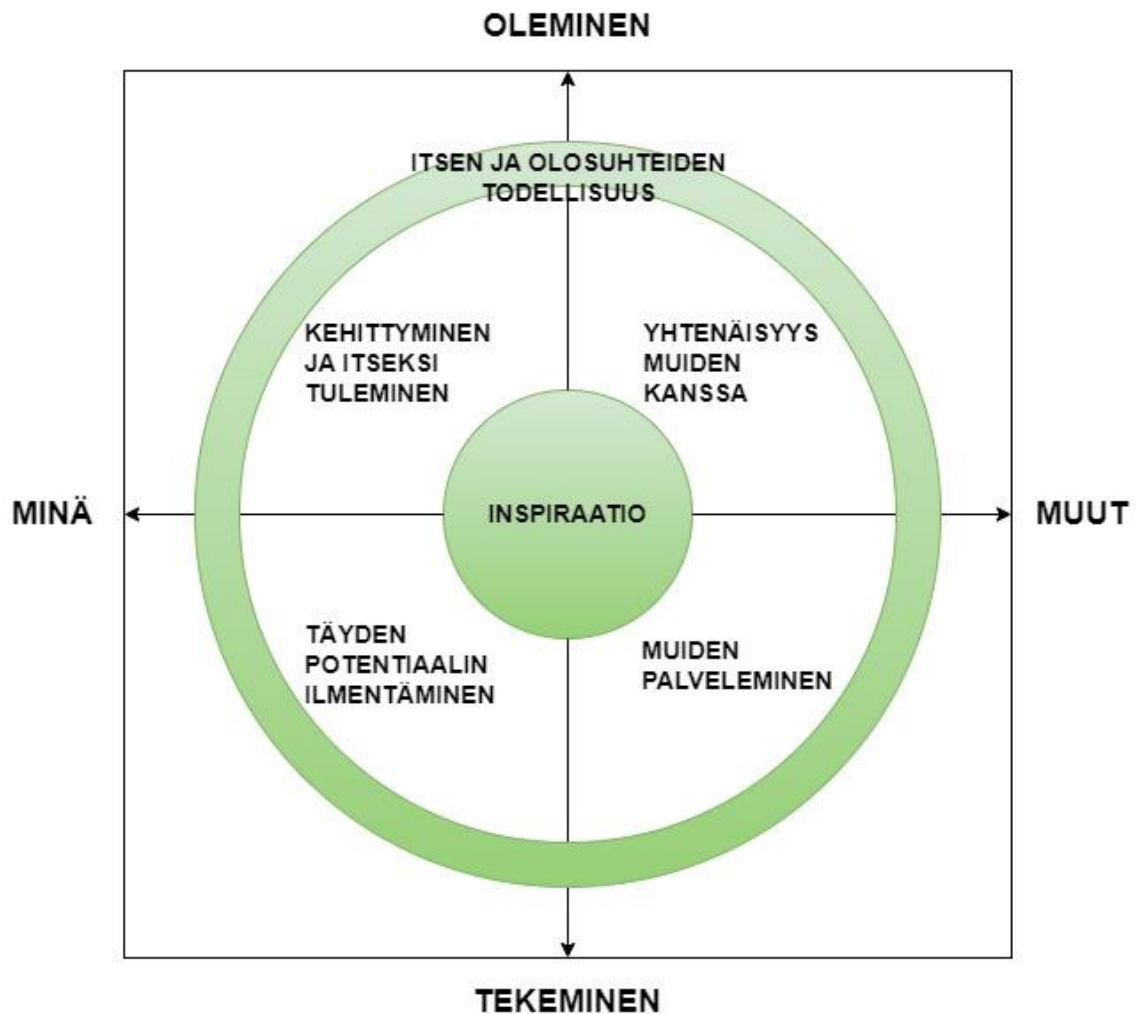 OLEMINEN
ITSEN JA OLOSUHTEIDEN
TODELLISUUS
KEHITTYMINEN
JA ITSEKSI
TULEMINEN
YHTENÄISYYS
MUIDEN
KANSSA
MINÄ
INSPIRAATIO
MUUT
TÄYDEN
POTENTIAALIN
ILMENTÄMINEN
MUIDEN
PALVELEMINEN
TEKEMINEN